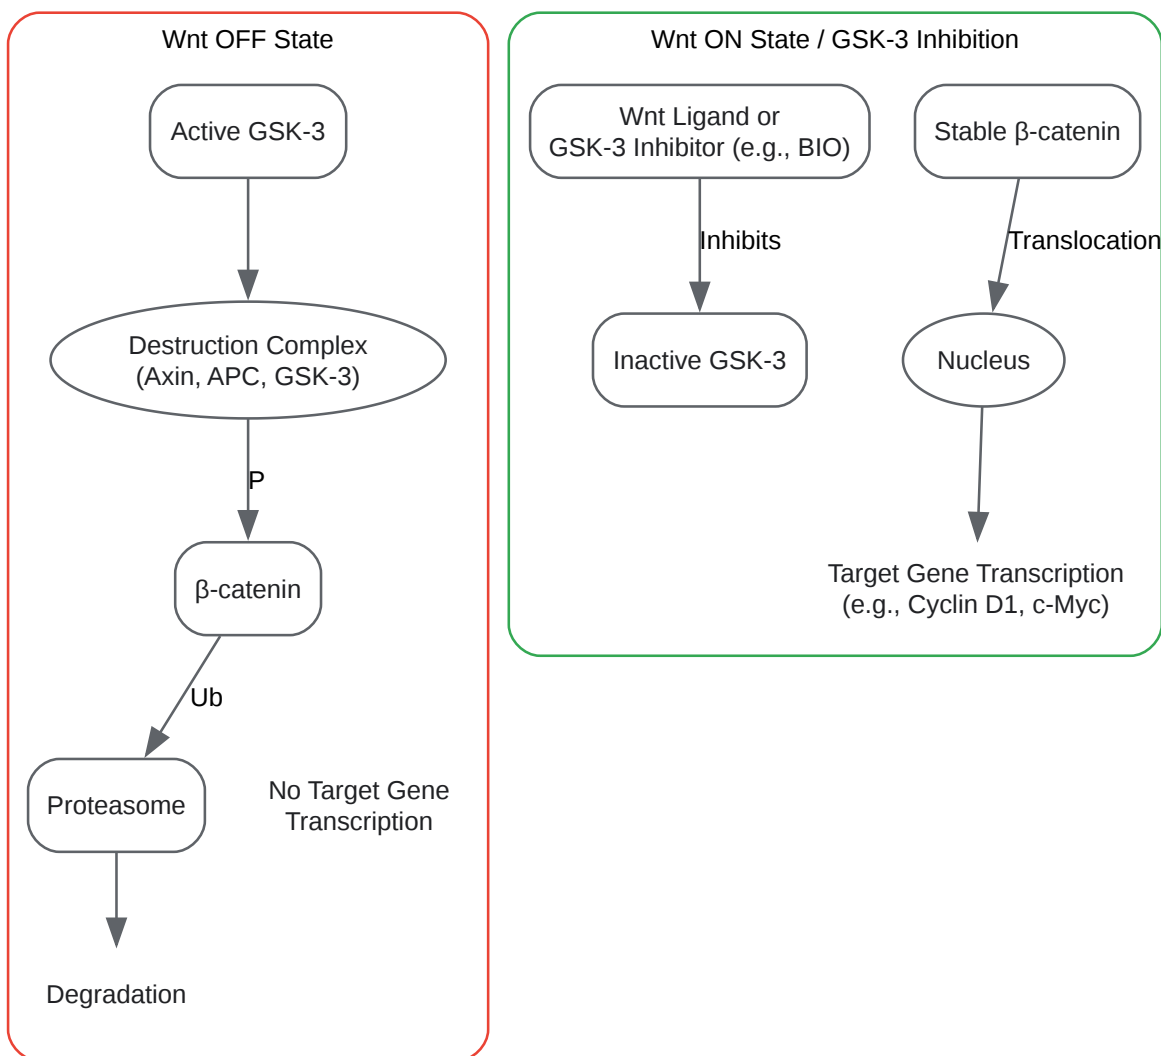 Wnt OFF State
Active GSK-3
Destruction Complex
(Axin, APC, GSK-3)
P
β-catenin
Ub
Proteasome
No Target Gene
Transcription
Degradation
Wnt ON State / GSK-3 Inhibition
Wnt Ligand or
GSK-3 Inhibitor (e.g., BIO)
Inhibits
Inactive GSK-3
Stable β-catenin
Translocation
Nucleus
Target Gene Transcription
(e.g., Cyclin D1, c-Myc)